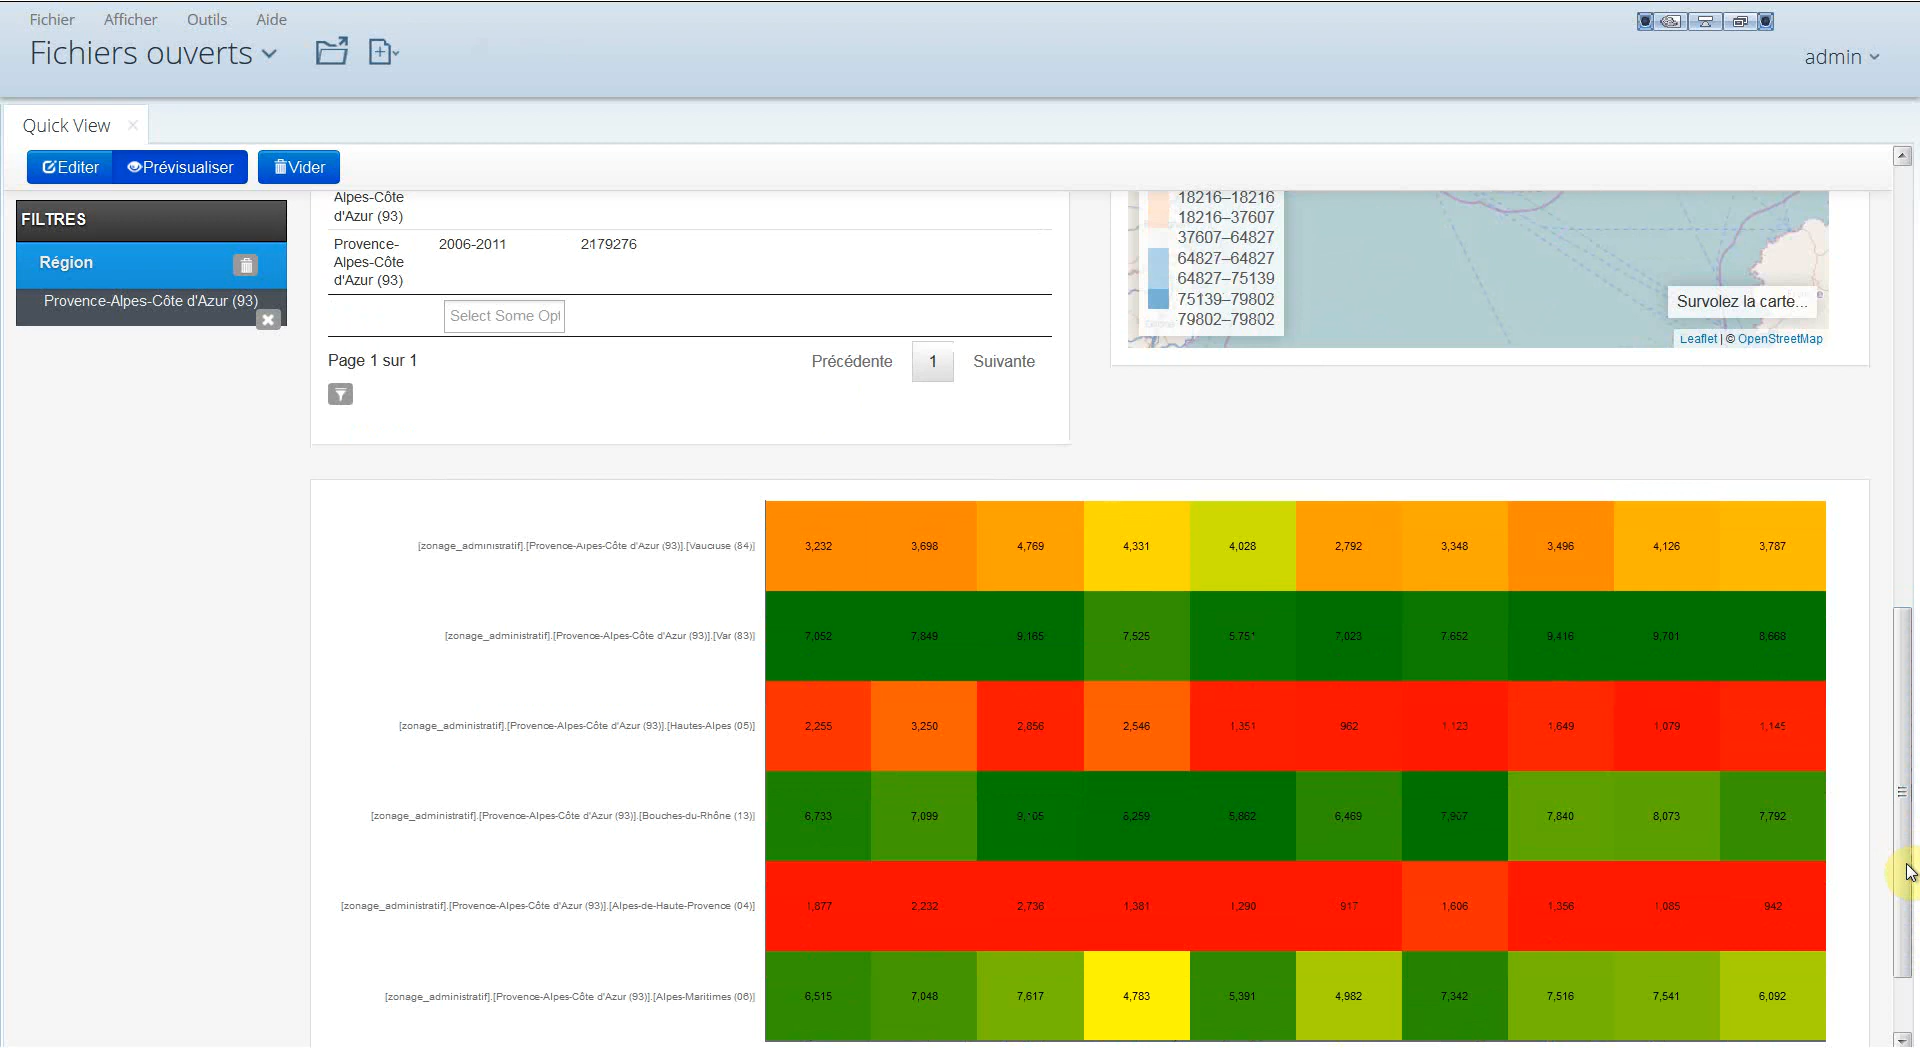 Fichier Afficher Outils Aide
Fichiers ouverts
admin
Quick View
Editer Prévisualiser Vider
FILTRES
Région
Provence-Alpes-Côte d'Azur (93)
Alpes-Côte
d'Azur (93)
Provence- 2006-2011 2179276
Alpes-Côte
d'Azur (93)
Select Some Opt
Page 1 sur 1 Précédente 1 Suivante
18216–18216
18216–37607
37607–64827
64827–64827
64827–75139
75139–79802
79802–79802
Survolez la carte...
Leaflet | © OpenStreetMap
[zonage_administratif].[Provence-Alpes-Côte d'Azur (93)].[Vaucluse (84)] 3,232 3,698 4,769 4,331 4,028 2,792 3,348 3,496 4,126 3,787
[zonage_administratif].[Provence-Alpes-Côte d'Azur (93)].[Var (83)] 7,052 7,849 9,165 7,525 5,751 7,023 7,652 9,416 9,701 8,668
[zonage_administratif].[Provence-Alpes-Côte d'Azur (93)].[Hautes-Alpes (05)] 2,255 3,250 2,856 2,546 1,351 962 1,123 1,649 1,079 1,145
[zonage_administratif].[Provence-Alpes-Côte d'Azur (93)].[Bouches-du-Rhône (13)] 6,733 7,099 9,105 6,259 5,862 6,469 7,967 7,840 8,073 7,792
[zonage_administratif].[Provence-Alpes-Côte d'Azur (93)].[Alpes-de-Haute-Provence (04)] 1,877 2,232 2,736 1,381 1,290 917 1,606 1,356 1,085 942
[zonage_administratif].[Provence-Alpes-Côte d'Azur (93)].[Alpes-Maritimes (06)] 6,515 7,048 7,617 4,783 5,391 4,982 7,342 7,516 7,541 6,092